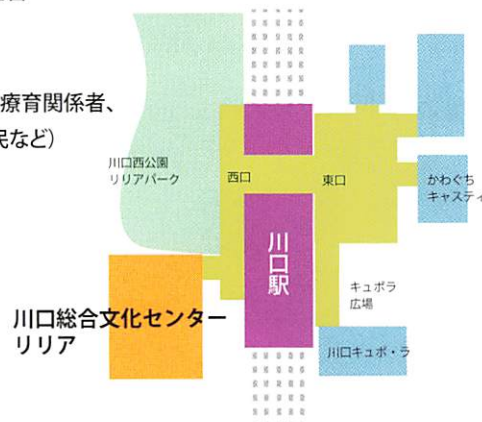 療育関係者、
民など)
川口西公園
リリアパーク
西口
東口
かわぐち
キャスティ
川口駅
キュポラ
広場
川口総合文化センター
リリア
川口キュポ・ラ